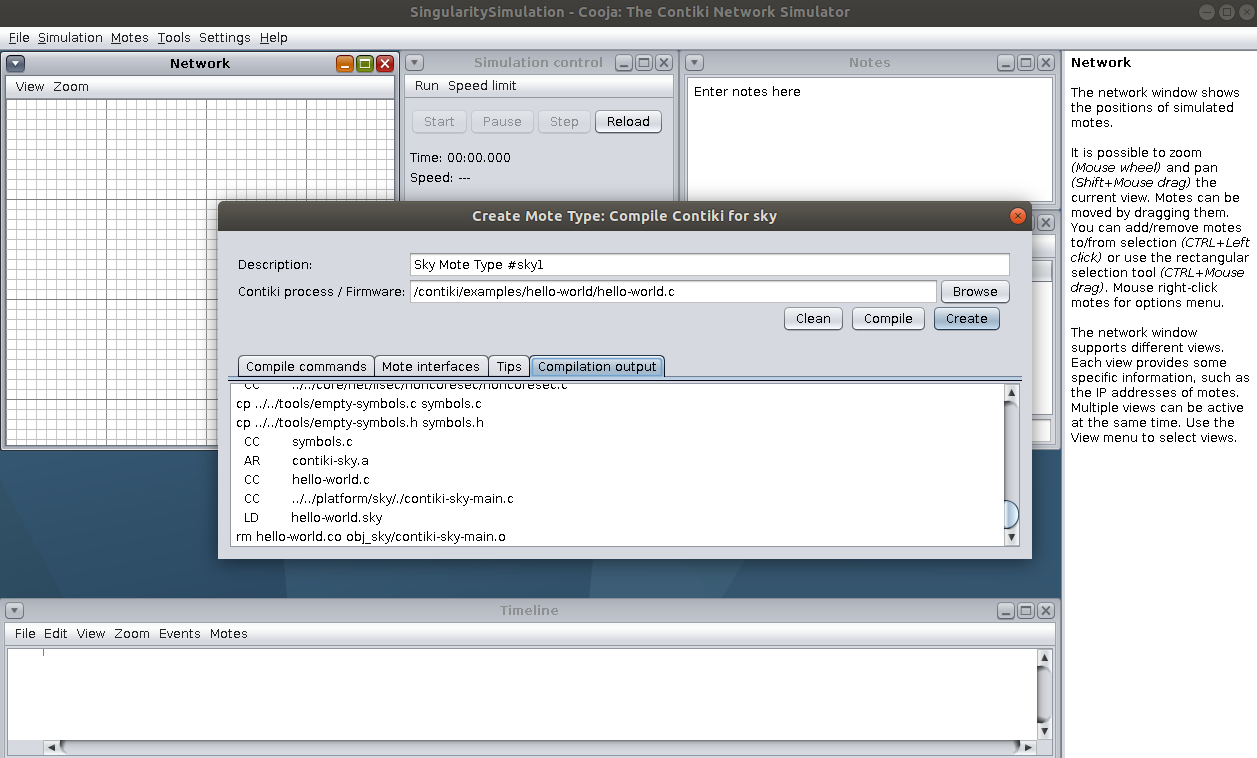 SingularitySimulation - Cooja: The Contiki Network Simulator
File Simulation Motes Tools Settings Help
Network
View Zoom
Simulation control
Run Speed limit
Start Pause Step Reload
Time: 00:00.000
Speed: ---
Notes
Enter notes here
Network
The network window shows
the positions of simulated
motes.
It is possible to zoom
(Mouse wheel) and pan
(Shift+Mouse drag) the
current view. Motes can be
moved by dragging them.
You can add/remove motes
to/from selection (CTRL+Left
click) or use the rectangular
selection tool (CTRL+Mouse
drag). Mouse right-click
motes for options menu.
The network window
supports different views.
Each view provides some
specific information, such as
the IP addresses of motes.
Multiple views can be active
at the same time. Use the
View menu to select views.
Create Mote Type: Compile Contiki for sky
Description: Sky Mote Type #sky1
Contiki process / Firmware: /contiki/examples/hello-world/hello-world.c Browse
Clean Compile Create
Compile commands Mote interfaces Tips Compilation output
CC ../../core/net/llsec/noncoresec/noncoresec.c
cp ../../tools/empty-symbols.c symbols.c
cp ../../tools/empty-symbols.h symbols.h
CC symbols.c
AR contiki-sky.a
CC hello-world.c
CC ../../platform/sky/./contiki-sky-main.c
LD hello-world.sky
rm hello-world.co obj_sky/contiki-sky-main.o
Timeline
File Edit View Zoom Events Motes